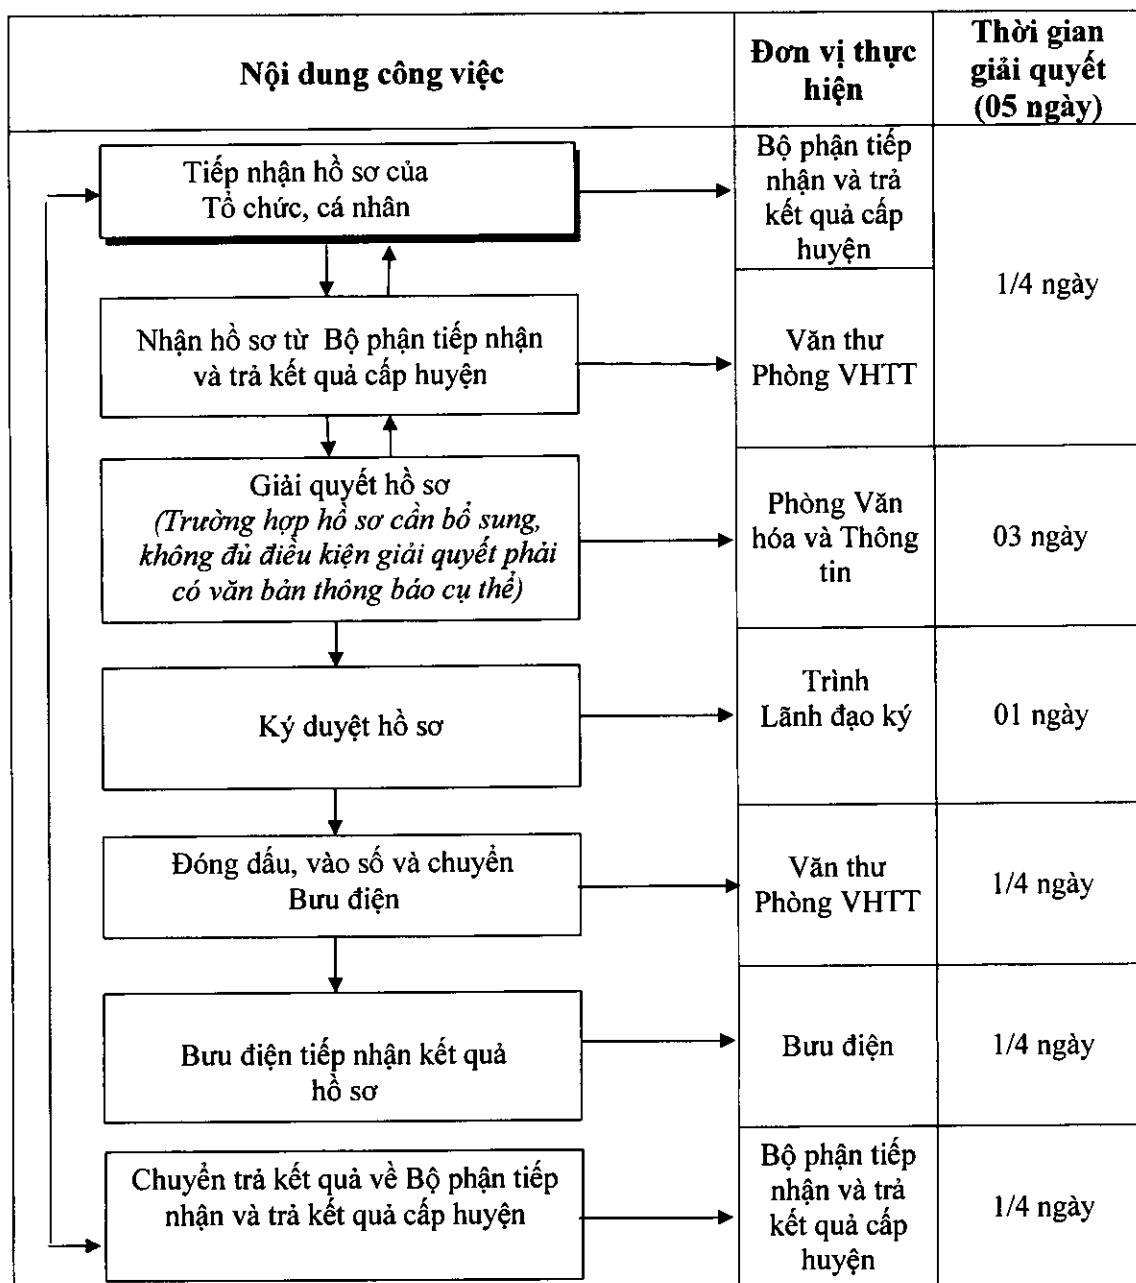 Nội dung công việc
Đơn vị thực
hiện
Thời gian
giải quyết
(05 ngày)
Tiếp nhận hồ sơ của
Tổ chức, cá nhân
Bộ phận tiếp
nhận và trả
kết quả cấp
huyện
1/4 ngày
Nhận hồ sơ từ Bộ phận tiếp nhận
và trả kết quả cấp huyện
Văn thư
Phòng VHTT
Giải quyết hồ sơ
(Trường hợp hồ sơ cần bổ sung,
không đủ điều kiện giải quyết phải
có văn bản thông báo cụ thể)
Phòng Văn
hóa và Thông
tin
03 ngày
Ký duyệt hồ sơ
Trình
Lãnh đạo ký
01 ngày
Đóng dấu, vào số và chuyển
Bưu điện
Văn thư
Phòng VHTT
1/4 ngày
Bưu điện tiếp nhận kết quả
hồ sơ
Bưu điện
1/4 ngày
Chuyển trả kết quả về Bộ phận tiếp
nhận và trả kết quả cấp huyện
Bộ phận tiếp
nhận và trả
kết quả cấp
huyện
1/4 ngày